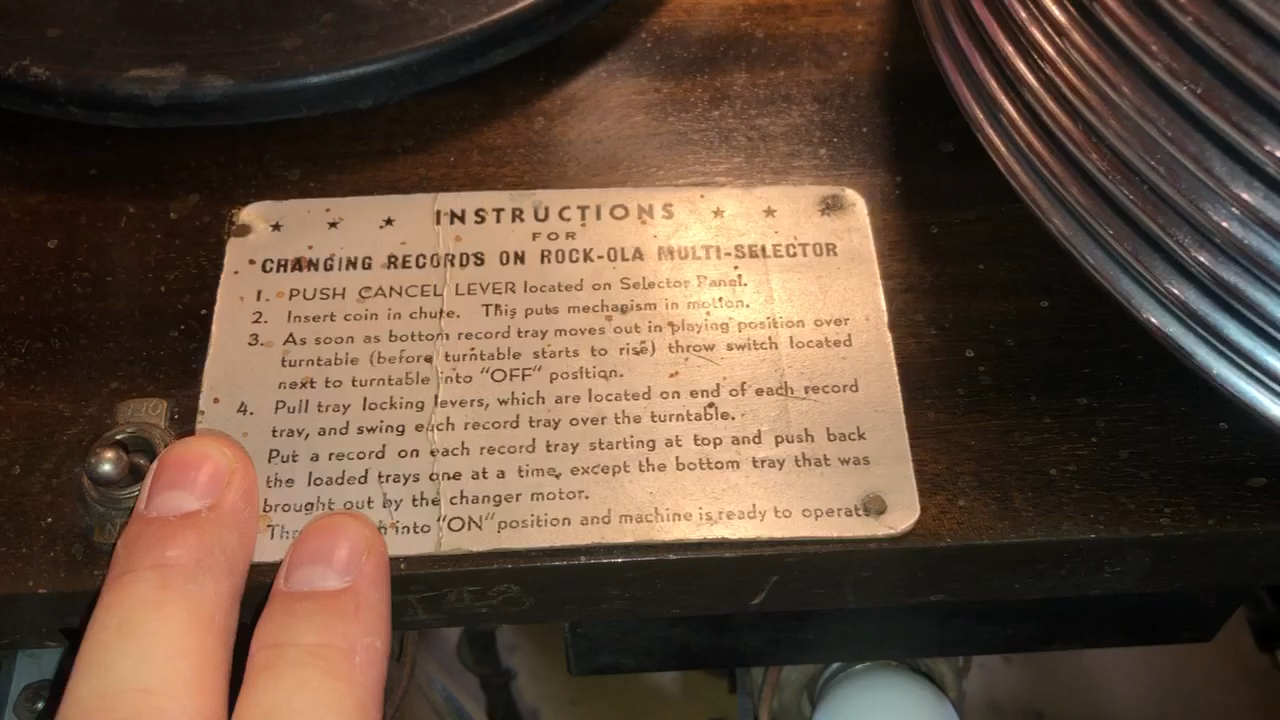 ★ ★ ★ INSTRUCTIONS ★ ★ ★
FOR
CHANGING RECORDS ON ROCK-OLA MULTI-SELECTOR
1. PUSH CANCEL LEVER located on Selector Panel.
2. Insert coin in chute. This puts mechanism in motion.
3. As soon as bottom record tray moves out in playing position over
turntable (before turntable starts to rise) throw switch located
next to turntable into "OFF" position.
4. Pull tray locking levers, which are located on end of each record
tray, and swing each record tray over the turntable.
Put a record on each record tray starting at top and push back
the loaded trays one at a time, except the bottom tray that was
brought out by the changer motor.
into "ON" position and machine is ready to operate
OFF